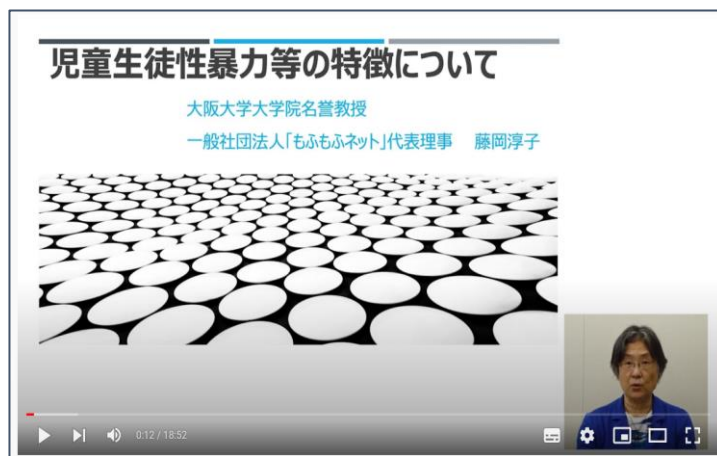 児童生徒性暴力等の特徴について
大阪大学大学院名誉教授
一般社団法人「もふもふネット」代表理事 藤岡淳子
0:12 / 18:52